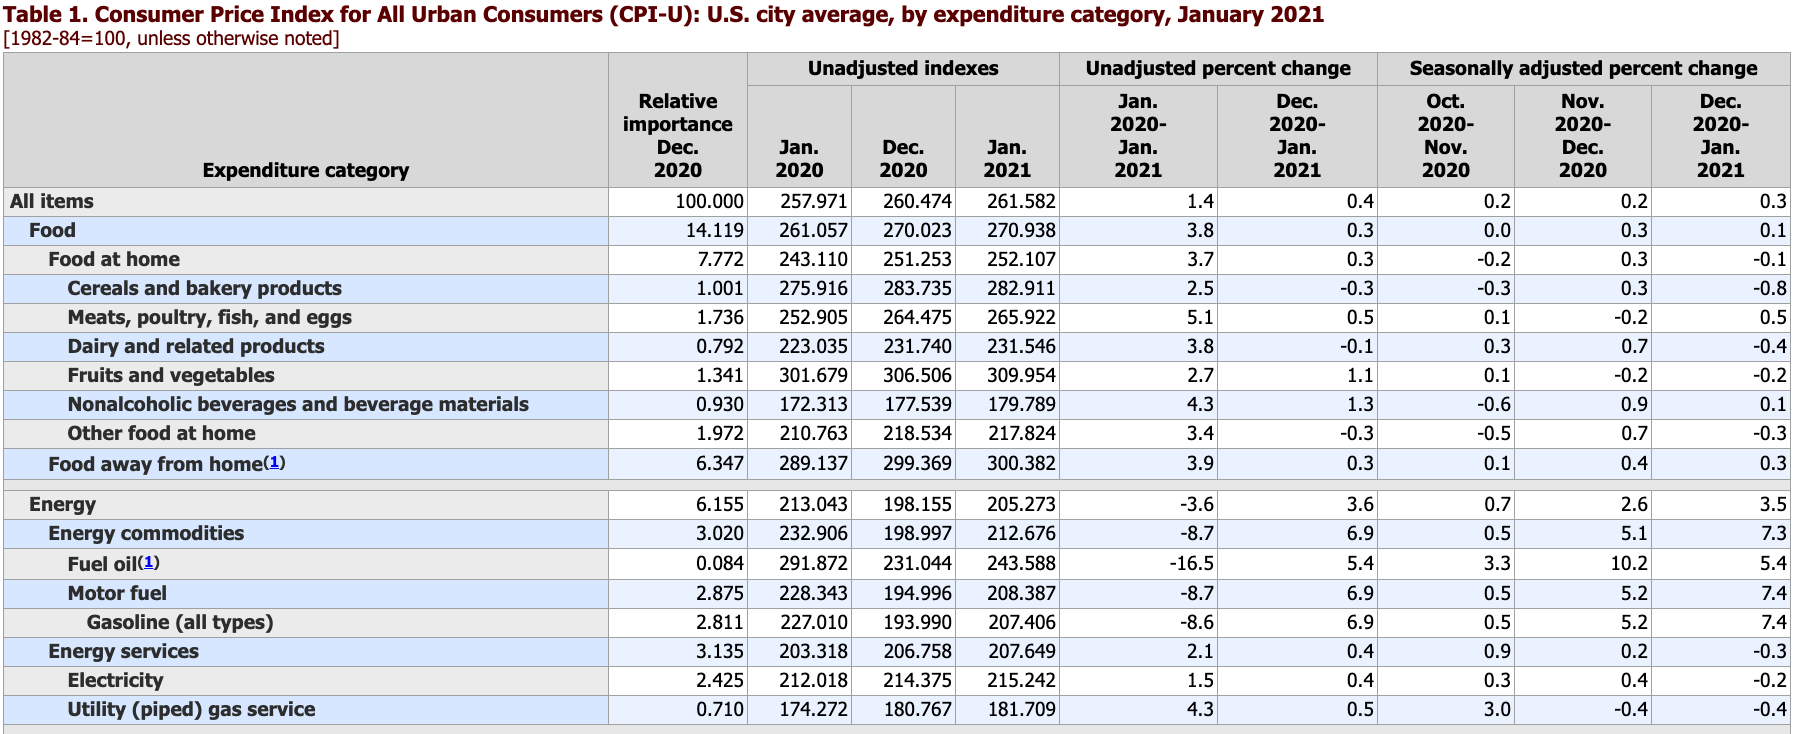 Table 1. Consumer Price Index for All Urban Consumers (CPI-U): U.S. city average, by expenditure category, January 2021
[1982-84=100, unless otherwise noted]
Expenditure category
Relative importance Dec. 2020
Unadjusted indexes
Unadjusted percent change
Seasonally adjusted percent change
Jan. 2020
Dec. 2020
Jan. 2021
Jan. 2020- Jan. 2021
Dec. 2020- Jan. 2021
Oct. 2020- Nov. 2020
Nov. 2020- Dec. 2020
Dec. 2020- Jan. 2021
All items 100.000 257.971 260.474 261.582 1.4 0.4 0.2 0.2 0.3
Food 14.119 261.057 270.023 270.938 3.8 0.3 0.0 0.3 0.1
Food at home 7.772 243.110 251.253 252.107 3.7 0.3 -0.2 0.3 -0.1
Cereals and bakery products 1.001 275.916 283.735 282.911 2.5 -0.3 -0.3 0.3 -0.8
Meats, poultry, fish, and eggs 1.736 252.905 264.475 265.922 5.1 0.5 0.1 -0.2 0.5
Dairy and related products 0.792 223.035 231.740 231.546 3.8 -0.1 0.3 0.7 -0.4
Fruits and vegetables 1.341 301.679 306.506 309.954 2.7 1.1 0.1 -0.2 -0.2
Nonalcoholic beverages and beverage materials 0.930 172.313 177.539 179.789 4.3 1.3 -0.6 0.9 0.1
Other food at home 1.972 210.763 218.534 217.824 3.4 -0.3 -0.5 0.7 -0.3
Food away from home(1) 6.347 289.137 299.369 300.382 3.9 0.3 0.1 0.4 0.3
Energy 6.155 213.043 198.155 205.273 -3.6 3.6 0.7 2.6 3.5
Energy commodities 3.020 232.906 198.997 212.676 -8.7 6.9 0.5 5.1 7.3
Fuel oil(1) 0.084 291.872 231.044 243.588 -16.5 5.4 3.3 10.2 5.4
Motor fuel 2.875 228.343 194.996 208.387 -8.7 6.9 0.5 5.2 7.4
Gasoline (all types) 2.811 227.010 193.990 207.406 -8.6 6.9 0.5 5.2 7.4
Energy services 3.135 203.318 206.758 207.649 2.1 0.4 0.9 0.2 -0.3
Electricity 2.425 212.018 214.375 215.242 1.5 0.4 0.3 0.4 -0.2
Utility (piped) gas service 0.710 174.272 180.767 181.709 4.3 0.5 3.0 -0.4 -0.4